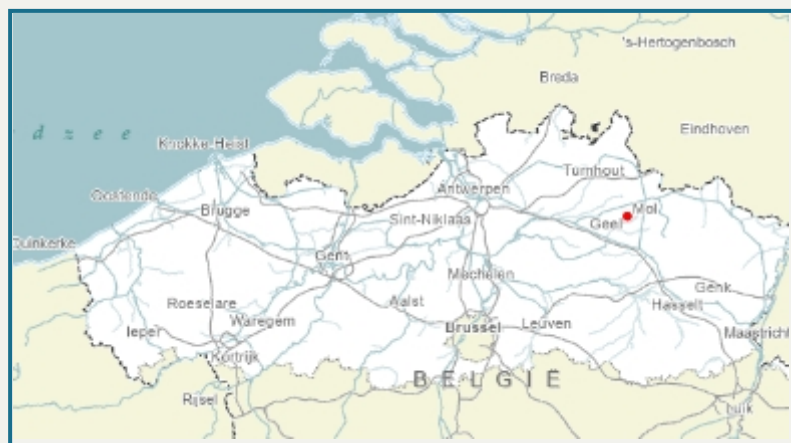 's-Hertogenbosch
Breda
Eindhoven
dzee
Knokke-Heist
Turnhout
Antwerpen
Oostende
Brugge
Sint-Niklaas
Mol
Geel
Duinkerke
Gent
Mechelen
Genk
Roeselare
Aalst
Hasselt
Ieper
Waregem
Brussel
Leuven
Maastricht
Kortrijk
BELGIË
Rijsel
Luik